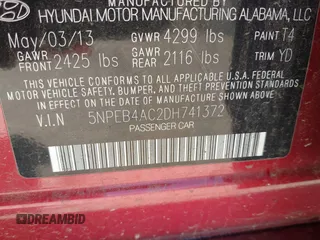 MANUFACTURED BY
HYUNDAI MOTOR MANUFACTURING ALABAMA, LLC
May/03/13 GVWR 4299 lbs PAINT T4
GAWR FRONT 2425 lbs GAWR REAR 2116 lbs TRIM YD
THIS VEHICLE CONFORMS TO ALL APPLICABLE FEDERAL
MOTOR VEHICLE SAFETY, BUMPER, AND THEFT PREVENTION
STANDARDS IN EFFECT ON THE DATE OF MANUFACTURE SHOWN ABOVE.
V.I.N 5NPEB4AC2DH741372
PASSENGER CAR
DREAMBID